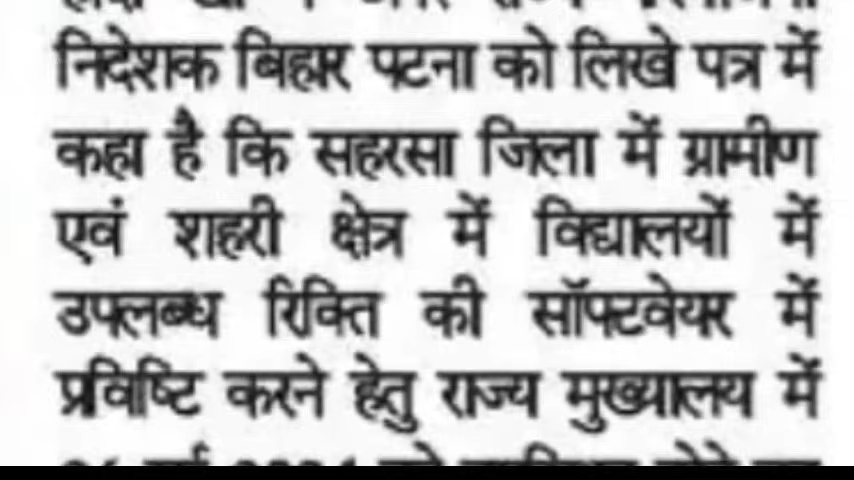 निदेशक बिहार पटना को लिखे पत्र में
कहा है कि सहरसा जिला में ग्रामीण
एवं शहरी क्षेत्र में विद्यालयों में
उपलब्ध रिक्ति की सॉफ्टवेयर में
प्रविष्टि करने हेतु राज्य मुख्यालय में